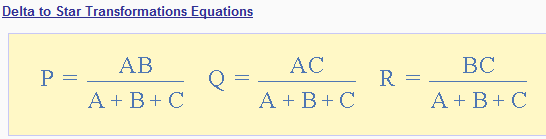 Delta to Star Transformations Equations
P = AB / A + B + C Q = AC / A + B + C R = BC / A + B + C